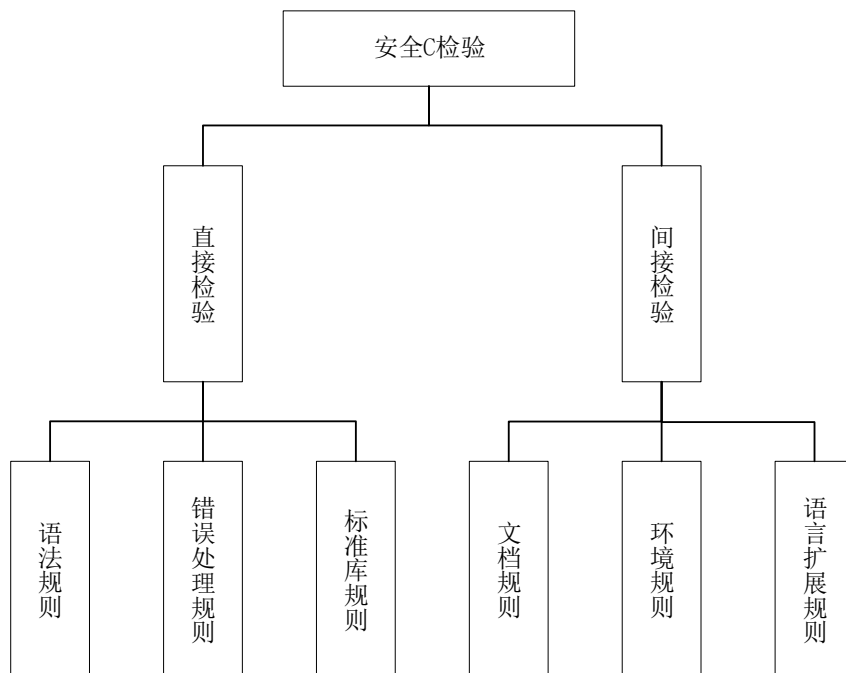 安全C检验
直接检验
间接检验
语法规则
错误处理规则
标准库规则
文档规则
环境规则
语言扩展规则